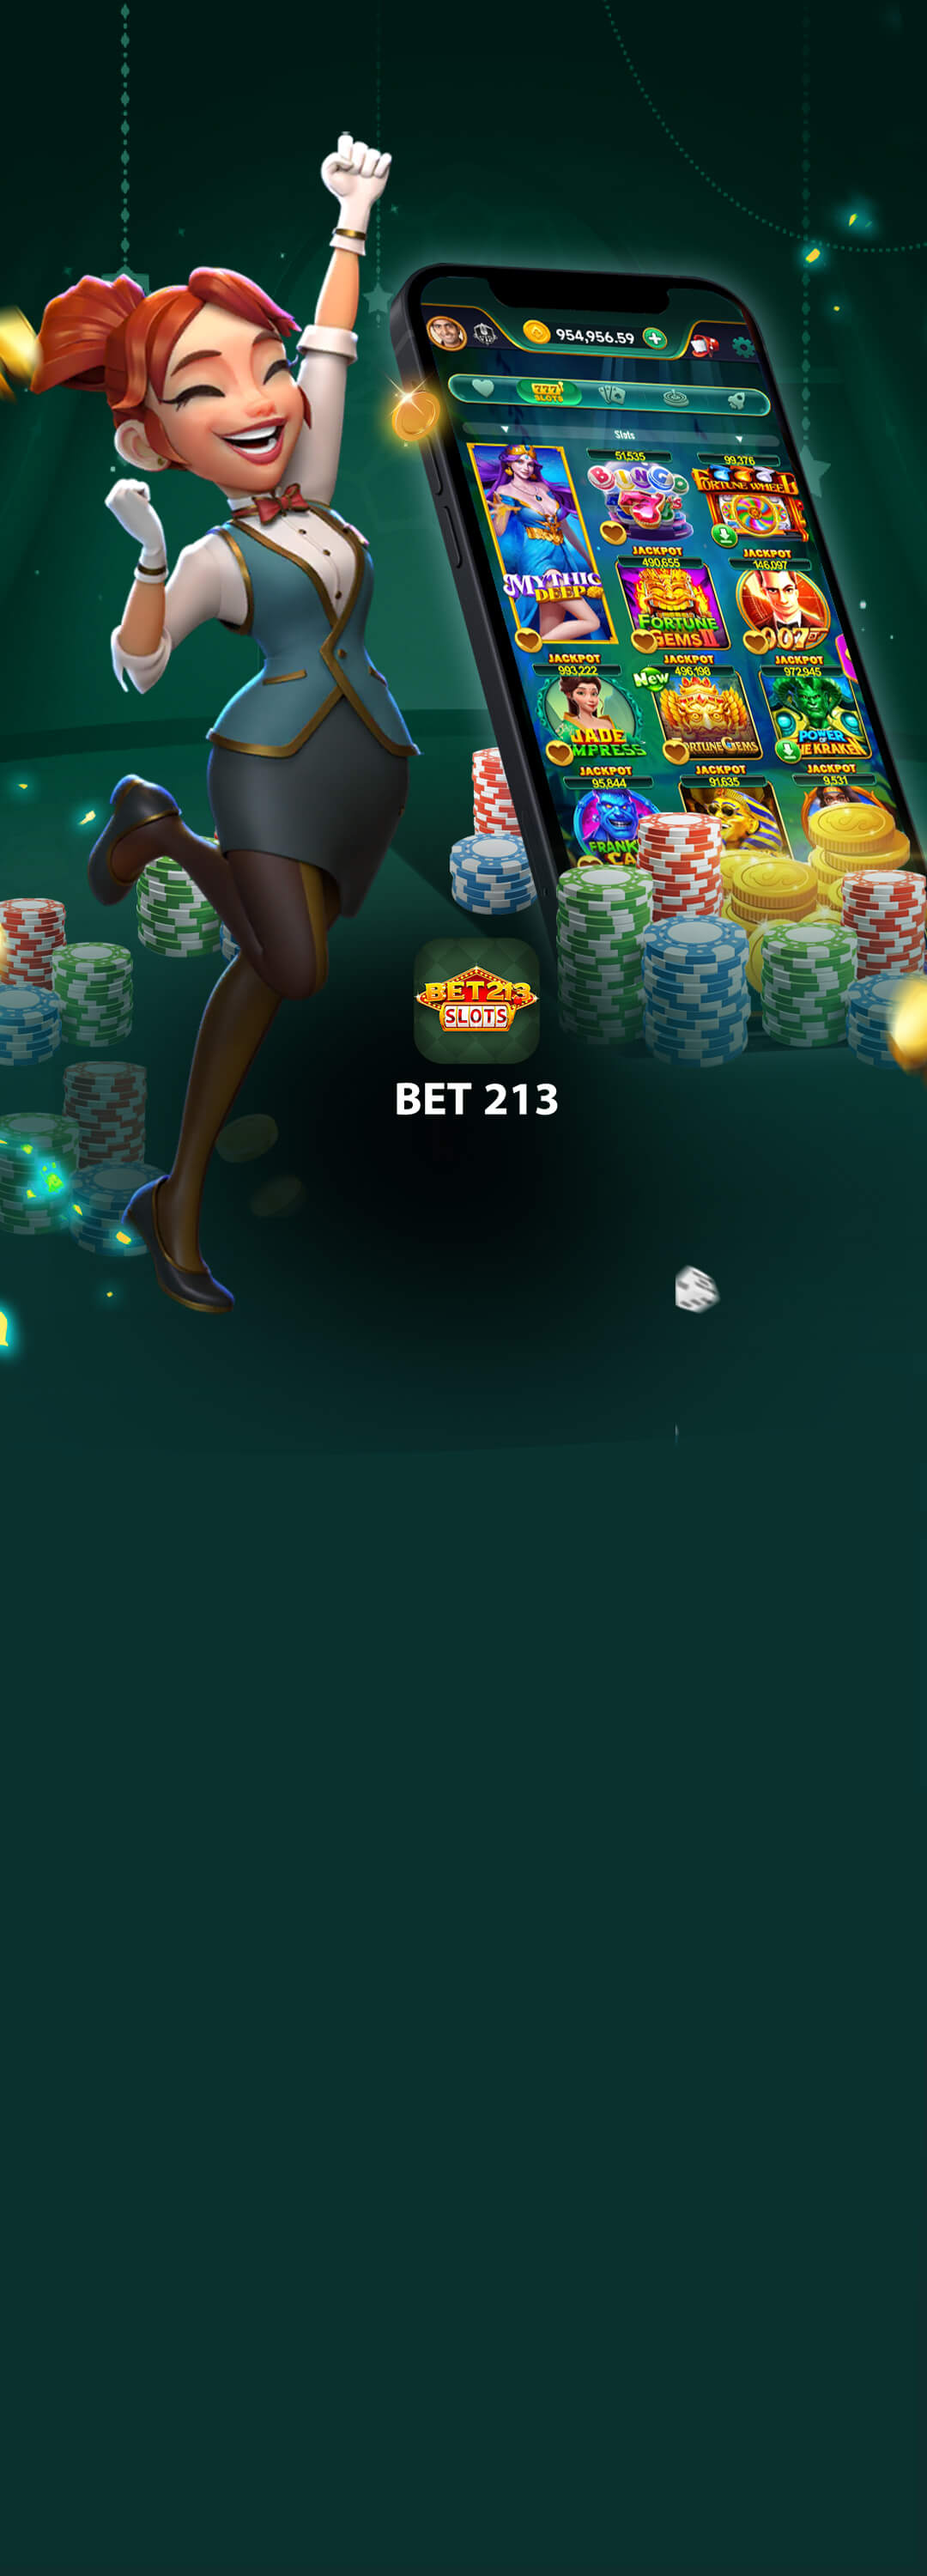 954,956.59
777
SLOTS
Slots
51,535
99,376
BINGO
FORTUNE WHEEL
MYTHIC
DEEP
JACKPOT
490,655
JACKPOT
146,097
FORTUNE
GEMS II
JACKPOT
993,222
JACKPOT
496,198
JACKPOT
972,945
New
JADE
EMPRESS
FORTUNE GEMS
POWER
OF
THE KRAKEN
JACKPOT
95,844
JACKPOT
91,635
JACKPOT
9,531
FRANK
CA
BET213
SLOTS
BET 213